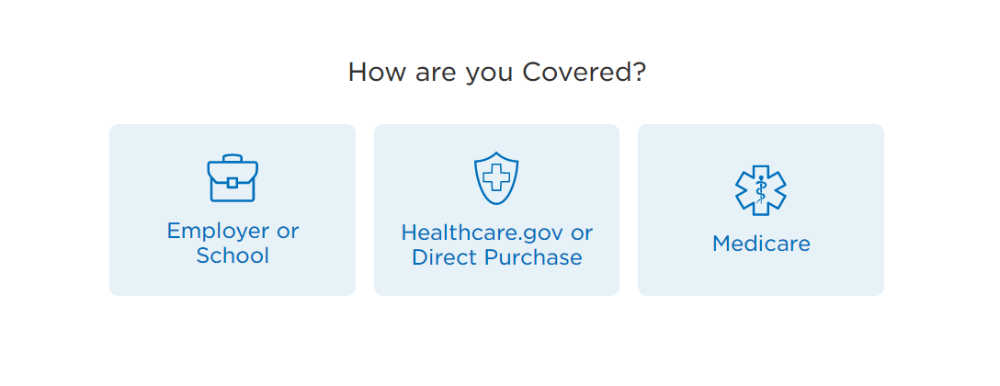 How are you Covered?
Employer or
School
Healthcare.gov or
Direct Purchase
Medicare